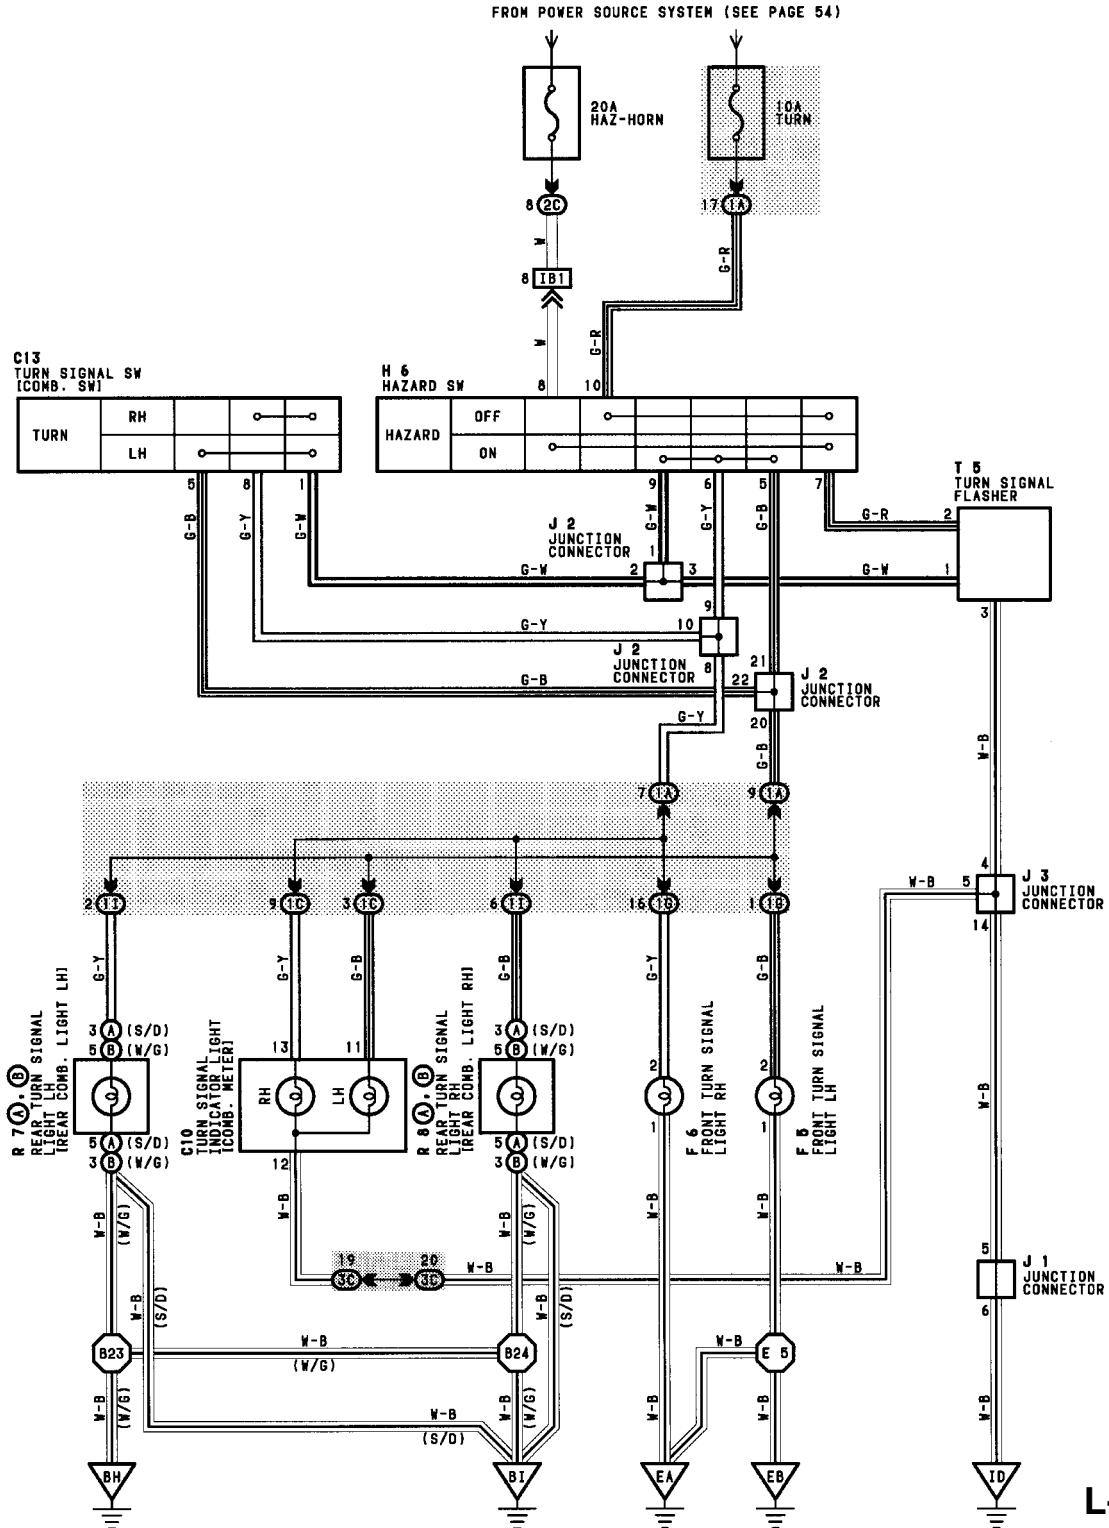 FROM POWER SOURCE SYSTEM (SEE PAGE 54)
20A
HAZ-HORN
10A
TURN
8 2C
17 1A
W
G-R
8 IB1
W
G-R
C13
TURN SIGNAL SW
[COMB. SW]
H 6
HAZARD SW
8
10
TURN
RH
LH
HAZARD
OFF
ON
5
8
1
9
6
5
7
T 5
TURN SIGNAL
FLASHER
G-B
G-Y
G-W
G-W
G-Y
G-B
G-R
2
J 2
JUNCTION
CONNECTOR
1
G-W
2
3
G-W
1
3
9
G-Y
10
J 2
JUNCTION
CONNECTOR
8
21
G-B
22
J 2
JUNCTION
CONNECTOR
G-Y
20
G-B
W-B
7 1A
9 1A
4
W-B
5
J 3
JUNCTION
CONNECTOR
14
2 1I
9 1C
3 1C
6 1I
16 1G
1 1G
G-Y
G-Y
G-B
G-B
G-Y
G-B
R 7 A, B
REAR TURN SIGNAL
LIGHT LH
[REAR COMB. LIGHT LH]
3 A (S/D)
5 B (W/G)
5 A (S/D)
3 B (W/G)
C10
TURN SIGNAL
INDICATOR LIGHT
[COMB. METER]
13
11
RH
LH
12
R 8 A, B
REAR TURN SIGNAL
LIGHT RH
[REAR COMB. LIGHT RH]
3 A (S/D)
5 B (W/G)
5 A (S/D)
3 B (W/G)
2
1
F 6
FRONT TURN SIGNAL
LIGHT RH
2
1
F 5
FRONT TURN SIGNAL
LIGHT LH
W-B
W-B
(W/G)
W-B
W-B
(W/G)
W-B
W-B
19
3C
20
3C
W-B
W-B
5
J 1
JUNCTION
CONNECTOR
6
W-B
(S/D)
W-B
(S/D)
B23
W-B
(W/G)
B24
W-B
E 5
W-B
(W/G)
W-B
(S/D)
W-B
(W/G)
W-B
W-B
W-B
BH
BI
EA
EB
ID
L-